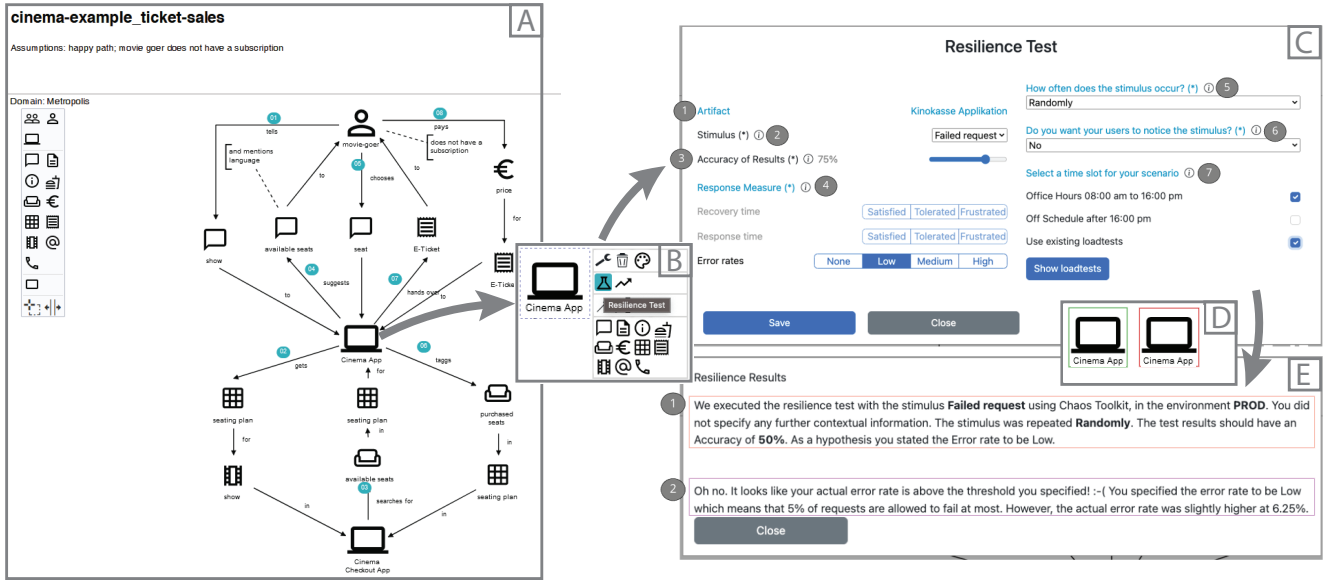 cinema-example_ticket-sales
A
Assumptions: happy path; movie goer does not have a subscription
Domain: Metropolis
01
tells
08
pays
movie-goer
and mentions
language
does not have a
subscription
05
to
chooses
to
price
for
show
available seats
seat
E-Ticket
E-Ticke
04
suggests
07
hands over
to
to
Cinema App
02
gets
for
06
taggs
seating plan
seating plan
purchased
seats
for
in
in
available seats
03
searches for
show
seating plan
in
in
Cinema
Checkout App
B
Cinema App
Resilience Test
C
Resilience Test
1 Artifact
Kinokasse Applikation
Stimulus (*) 2
Failed request
3 Accuracy of Results (*) 75%
Response Measure (*) 4
Recovery time
Satisfied Tolerated Frustrated
Response time
Satisfied Tolerated Frustrated
Error rates
None Low Medium High
Save
Close
How often does the stimulus occur? (*) 5
Randomly
Do you want your users to notice the stimulus? (*) 6
No
Select a time slot for your scenario 7
Office Hours 08:00 am to 16:00 pm
Off Schedule after 16:00 pm
Use existing loadtests
Show loadtests
D
Cinema App
Cinema App
E
Resilience Results
1
We executed the resilience test with the stimulus Failed request using Chaos Toolkit, in the environment PROD. You did
not specify any further contextual information. The stimulus was repeated Randomly. The test results should have an
Accuracy of 50%. As a hypothesis you stated the Error rate to be Low.
2
Oh no. It looks like your actual error rate is above the threshold you specified! :-( You specified the error rate to be Low
which means that 5% of requests are allowed to fail at most. However, the actual error rate was slightly higher at 6.25%.
Close